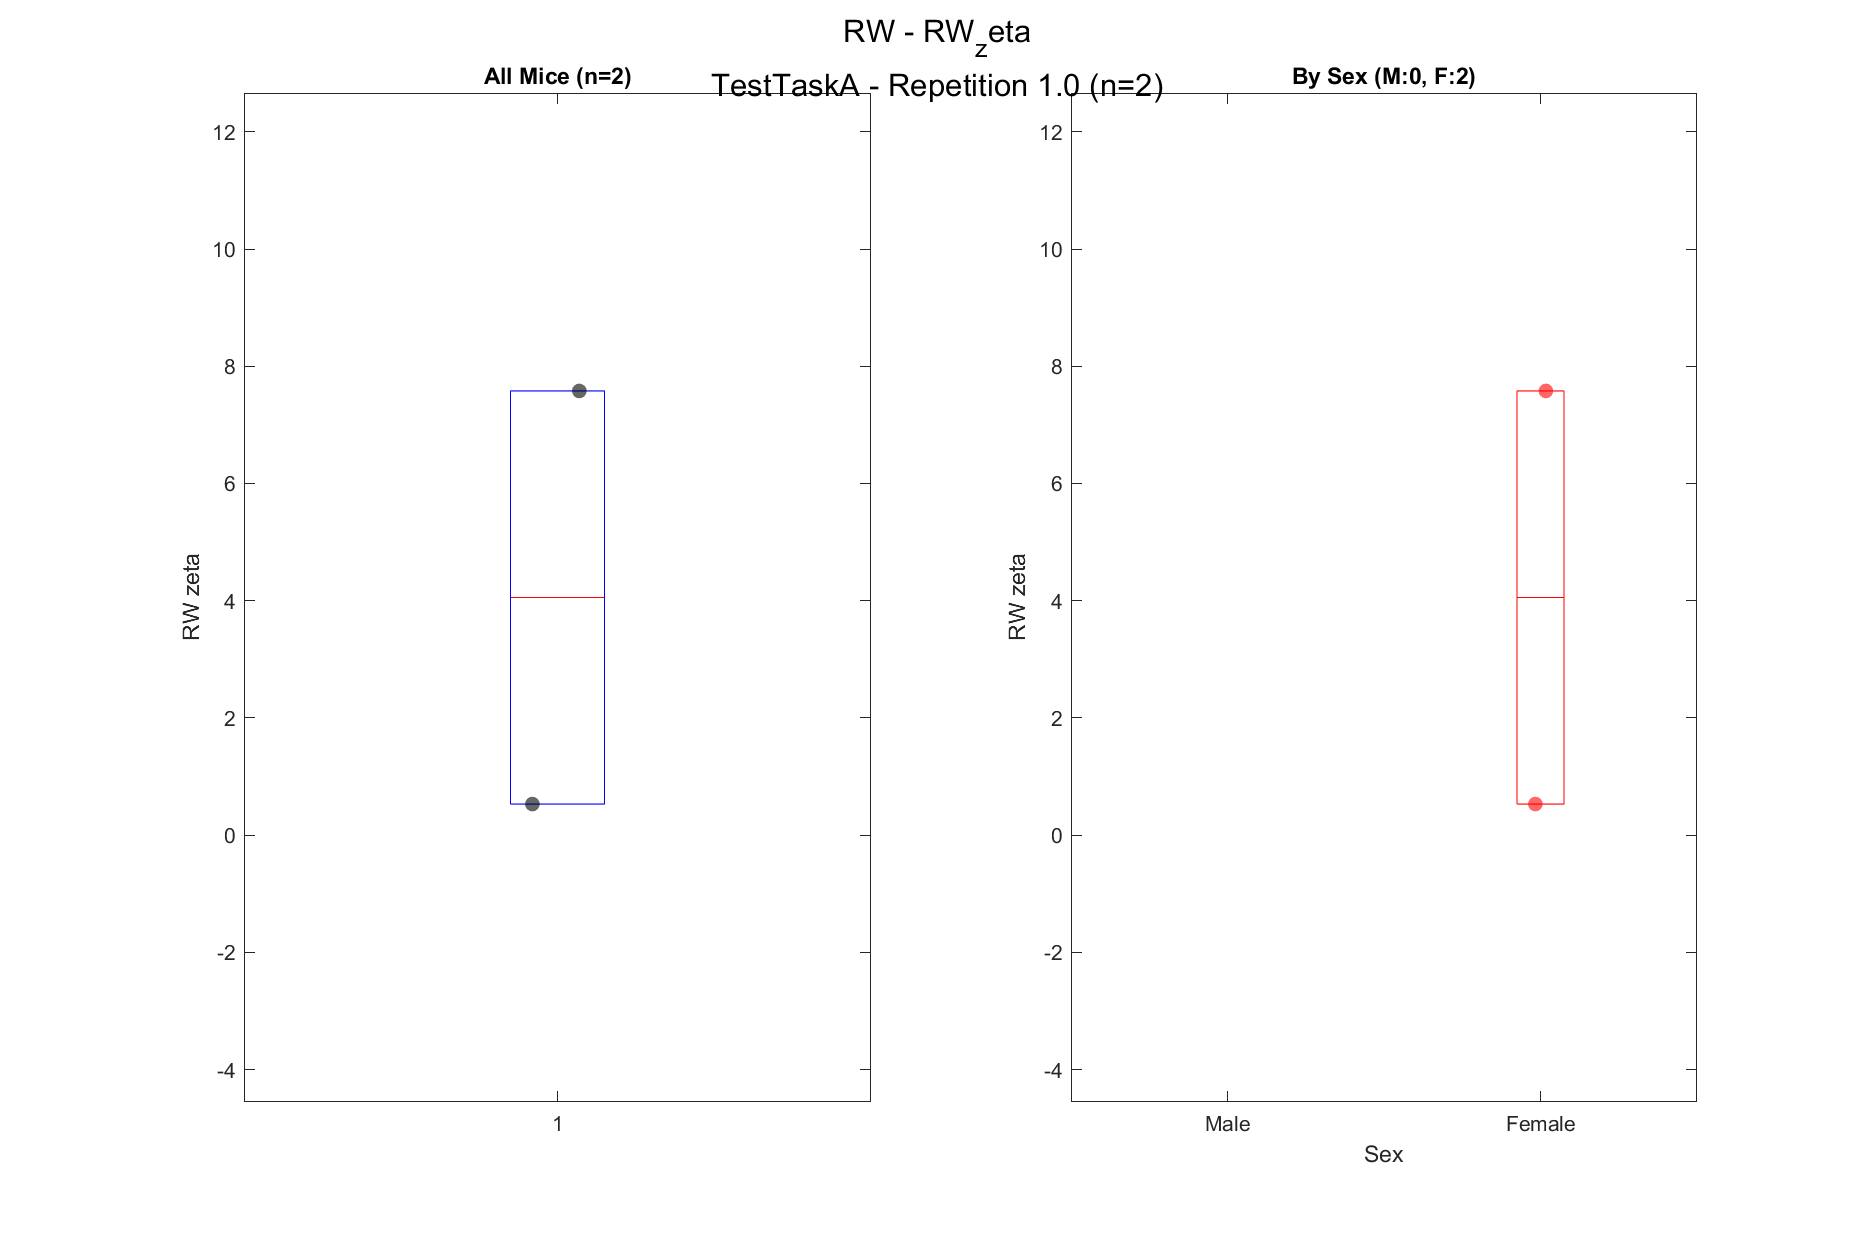 RW - RW_zeta
TestTaskA - Repetition 1.0 (n=2)
All Mice (n=2)
12
10
8
6
4
2
0
-2
-4
RW zeta
1
By Sex (M:0, F:2)
12
10
8
6
4
2
0
-2
-4
RW zeta
Male
Female
Sex